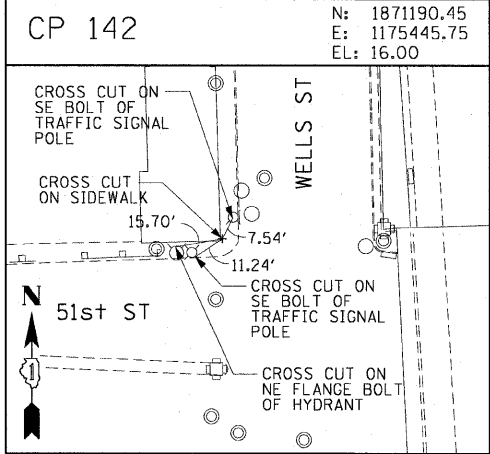 CP 142
N: 1871190.45
E: 1175445.75
EL: 16.00
CROSS CUT ON
SE BOLT OF
TRAFFIC SIGNAL
POLE
WELLS ST
CROSS CUT
ON SIDEWALK
15.70'
7.54'
11.24'
CROSS CUT ON
SE BOLT OF
TRAFFIC SIGNAL
POLE
N
51st ST
1
CROSS CUT ON
NE FLANGE BOLT
OF HYDRANT